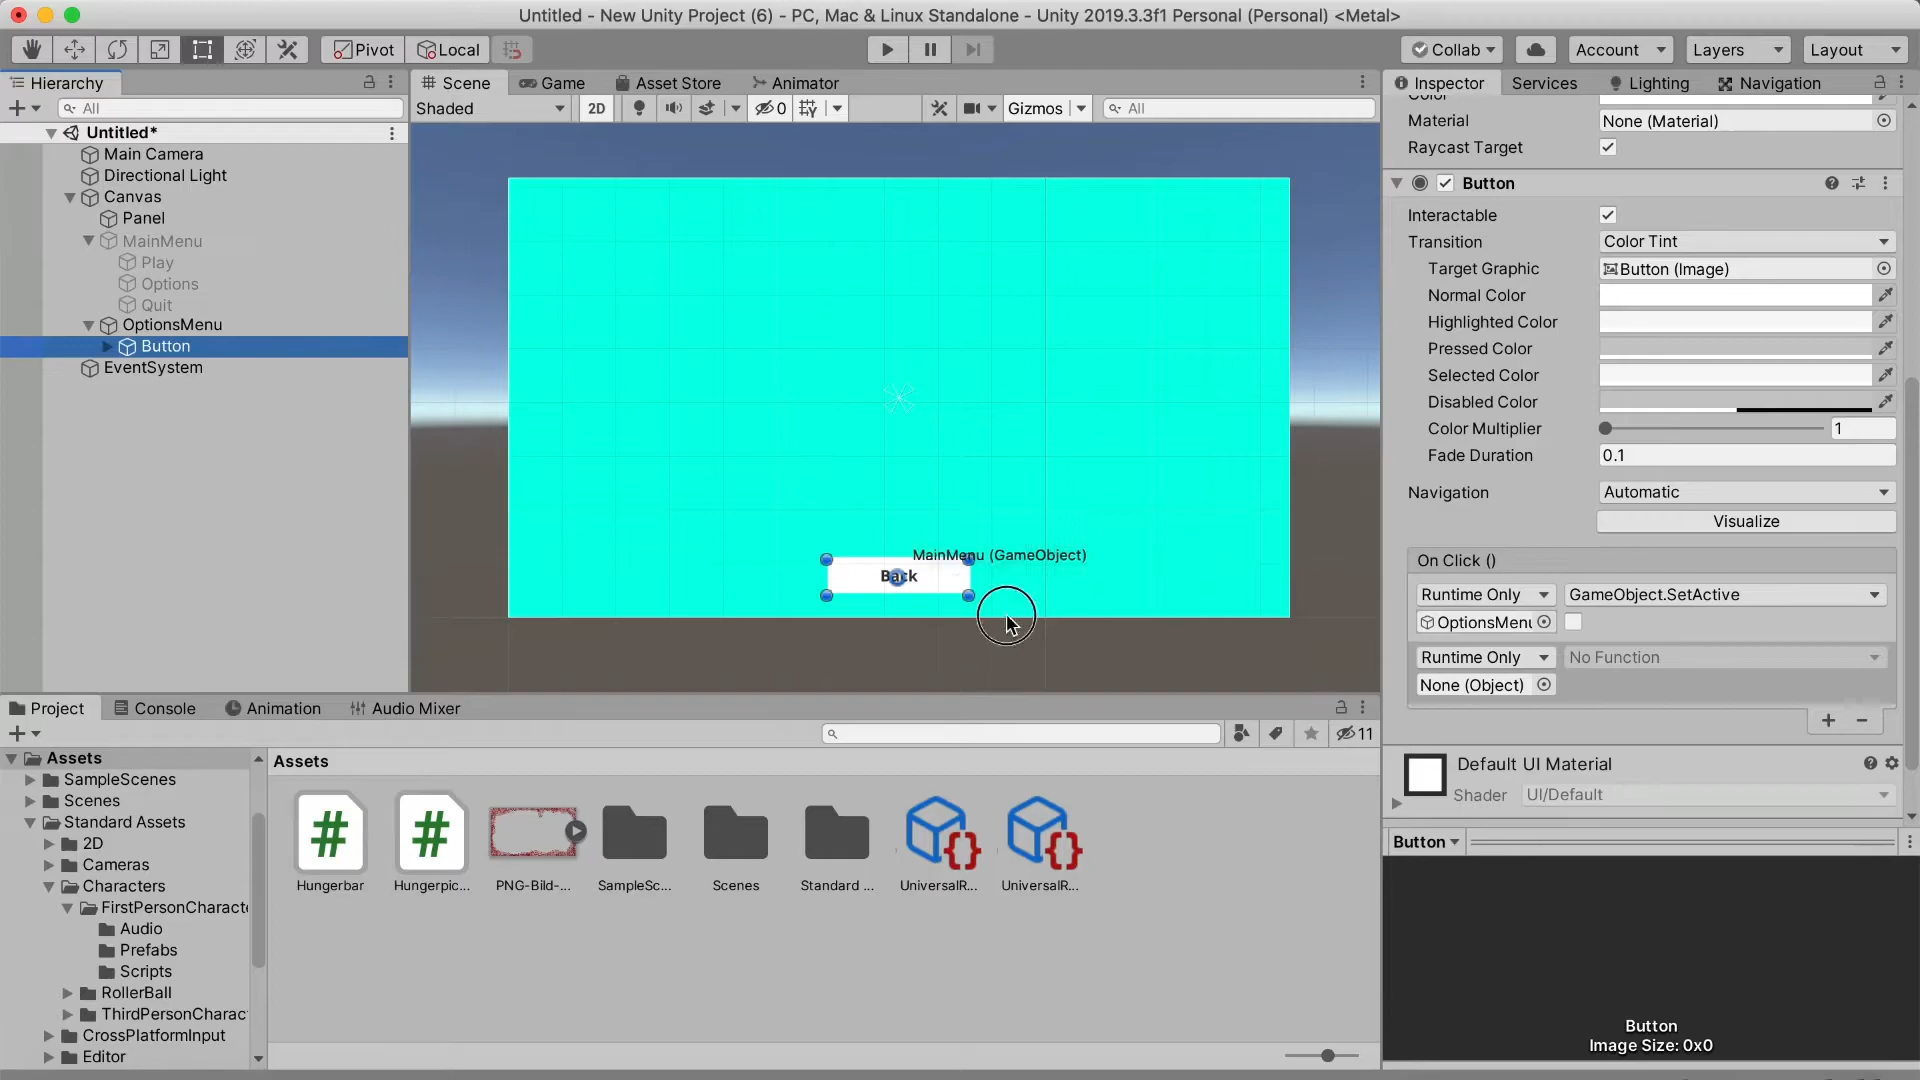 Untitled - New Unity Project (6) - PC, Mac & Linux Standalone - Unity 2019.3.3f1 Personal (Personal) <Metal>
Pivot Local Collab Account Layers Layout
Hierarchy
All
Untitled*
Main Camera
Directional Light
Canvas
Panel
MainMenu
Play
Options
Quit
OptionsMenu
Button
EventSystem
Scene Game Asset Store Animator
Shaded 2D 0 Gizmos All
MainMenu (GameObject)
Back
Inspector Services Lighting Navigation
Material None (Material)
Raycast Target
Button
Interactable
Transition Color Tint
Target Graphic Button (Image)
Normal Color
Highlighted Color
Pressed Color
Selected Color
Disabled Color
Color Multiplier 1
Fade Duration 0.1
Navigation Automatic
Visualize
On Click ()
Runtime Only GameObject.SetActive
OptionsMenu
Runtime Only No Function
None (Object)
Default UI Material
Shader UI/Default
Button
Button
Image Size: 0x0
Project Console Animation Audio Mixer
11
Assets
SampleScenes
Scenes
Standard Assets
2D
Cameras
Characters
FirstPersonCharacte
Audio
Prefabs
Scripts
RollerBall
ThirdPersonCharac
CrossPlatformInput
Editor
Assets
Hungerbar Hungerpic... PNG-Bild-... SampleSc... Scenes Standard ... UniversalR... UniversalR...